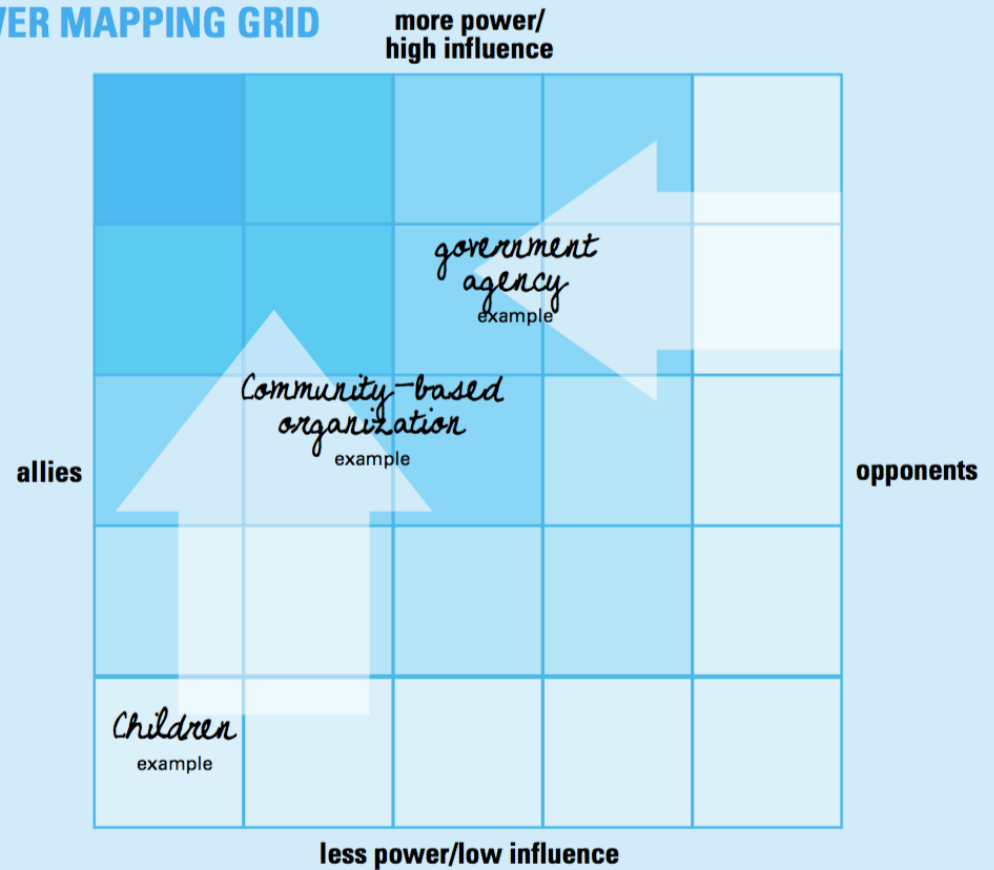 VER MAPPING GRID
more power/
high influence
government
agency
example
Community-based
organization
example
allies
opponents
Children
example
less power/low influence